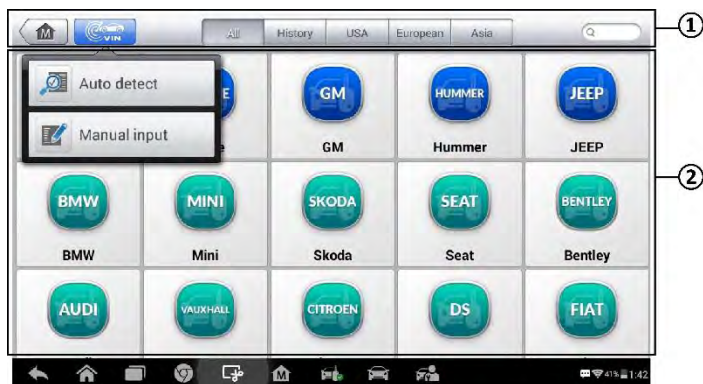 M VIN All History USA European Asia ①
Auto detect
Manual input
E GM HUMMER JEEP
e GM Hummer JEEP
②
BMW MINI SKODA SEAT BENTLEY
BMW Mini Skoda Seat Bentley
AUDI VAUXHALL CITROEN DS FIAT
M 41% 1:42